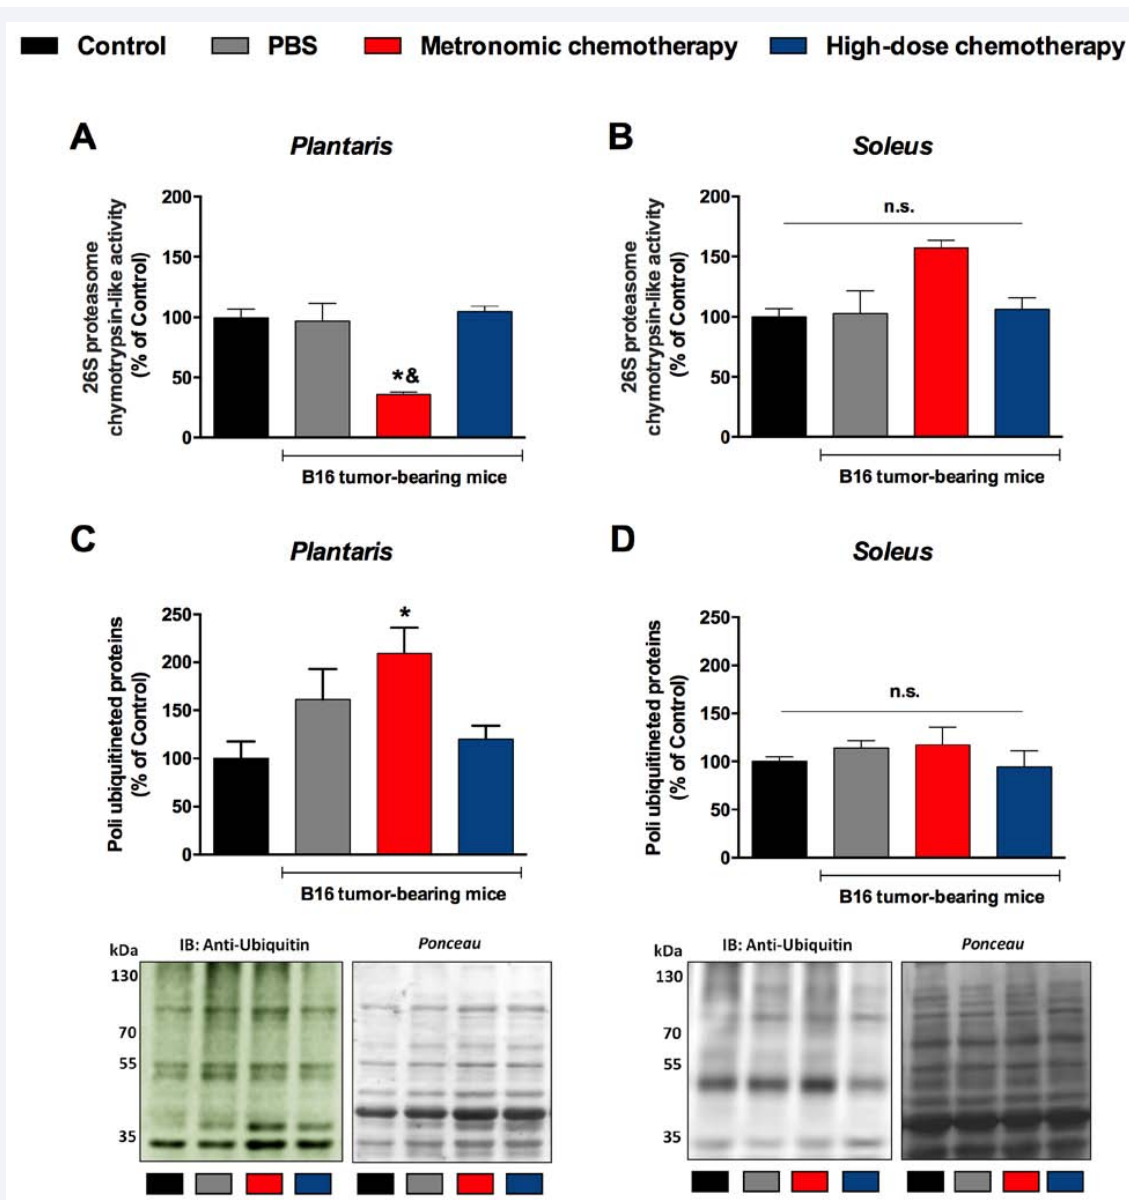 Control PBS Metronomic chemotherapy High-dose chemotherapy
A
Plantaris
26S proteasome
chymotrypsin-like activity
(% of Control)
200
150
100
50
0
*&
B16 tumor-bearing mice
B
Soleus
26S proteasome
chymotrypsin-like activity
(% of Control)
200
150
100
50
0
n.s.
B16 tumor-bearing mice
C
Plantaris
Poli ubiquitineted proteins
(% of Control)
250
200
150
100
50
0
*
B16 tumor-bearing mice
kDa
IB: Anti-Ubiquitin
Ponceau
130
70
55
35
D
Soleus
Poli ubiquitineted proteins
(% of Control)
250
200
150
100
50
0
n.s.
B16 tumor-bearing mice
kDa
IB: Anti-Ubiquitin
Ponceau
130
70
55
35